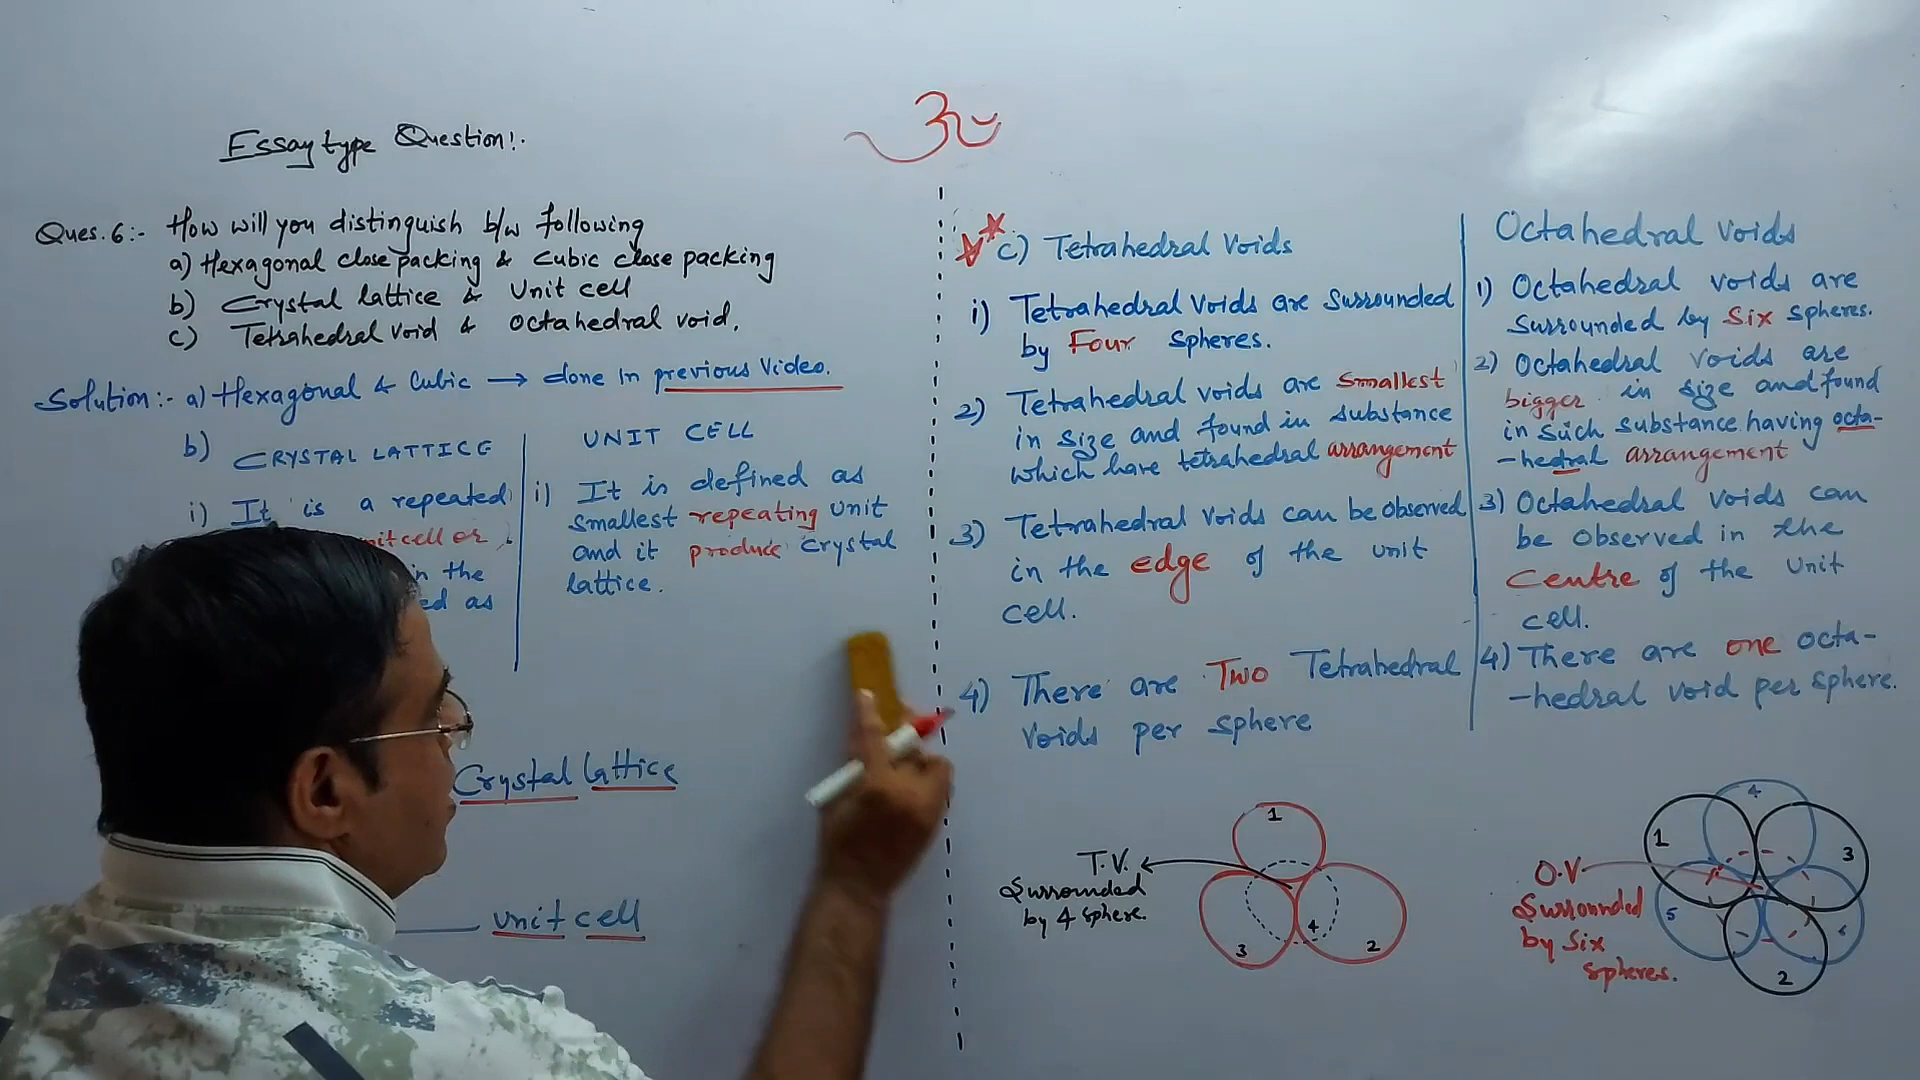 ॐ
Essay type Question:-
Ques. 6:- How will you distinguish b/w following
a) Hexagonal close packing & Cubic close packing
b) Crystal lattice & Unit cell
c) Tetrahedral void & Octahedral void.
Solution:- a) Hexagonal & Cubic → done in previous Video.
b) CRYSTAL LATTICE
i) It is a repeated
unit cell or
in the
ed as
UNIT CELL
i) It is defined as
smallest repeating unit
and it produce crystal
lattice.
Crystal lattice
unit cell
c) Tetrahedral Voids
i) Tetrahedral Voids are surrounded
by Four spheres.
2) Tetrahedral voids are smallest
in size and found in substance
which have tetrahedral arrangement
3) Tetrahedral Voids can be observed
in the edge of the unit
cell.
4) There are Two Tetrahedral
Voids per sphere
Octahedral Voids
1) Octahedral voids are
surrounded by Six spheres.
2) Octahedral Voids are
bigger in size and found
in such substance having octa-
-hedral arrangement
3) Octahedral Voids can
be observed in the
Centre of the Unit
cell.
4) There are one octa-
-hedral void per sphere.
T.V.
Surrounded
by 4 sphere.
1
3
4
2
O.V
Surrounded
by Six
spheres.
4
1
3
5
6
2